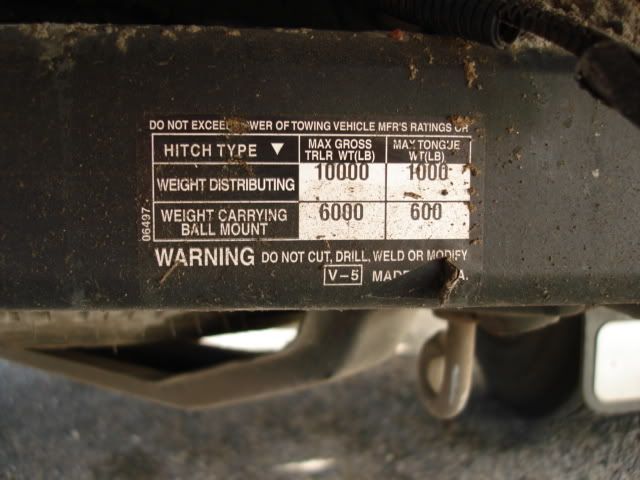 DO NOT EXCEED OF TOWING VEHICLE MFR'S RATINGS OR
HITCH TYPE ▼ MAX GROSS TRLR WT(LB) MAX TONGUE WT(LB)
WEIGHT DISTRIBUTING 10000 1000
WEIGHT CARRYING BALL MOUNT 6000 600
06497
WARNING DO NOT CUT, DRILL, WELD OR MODIFY
V-5 MADE